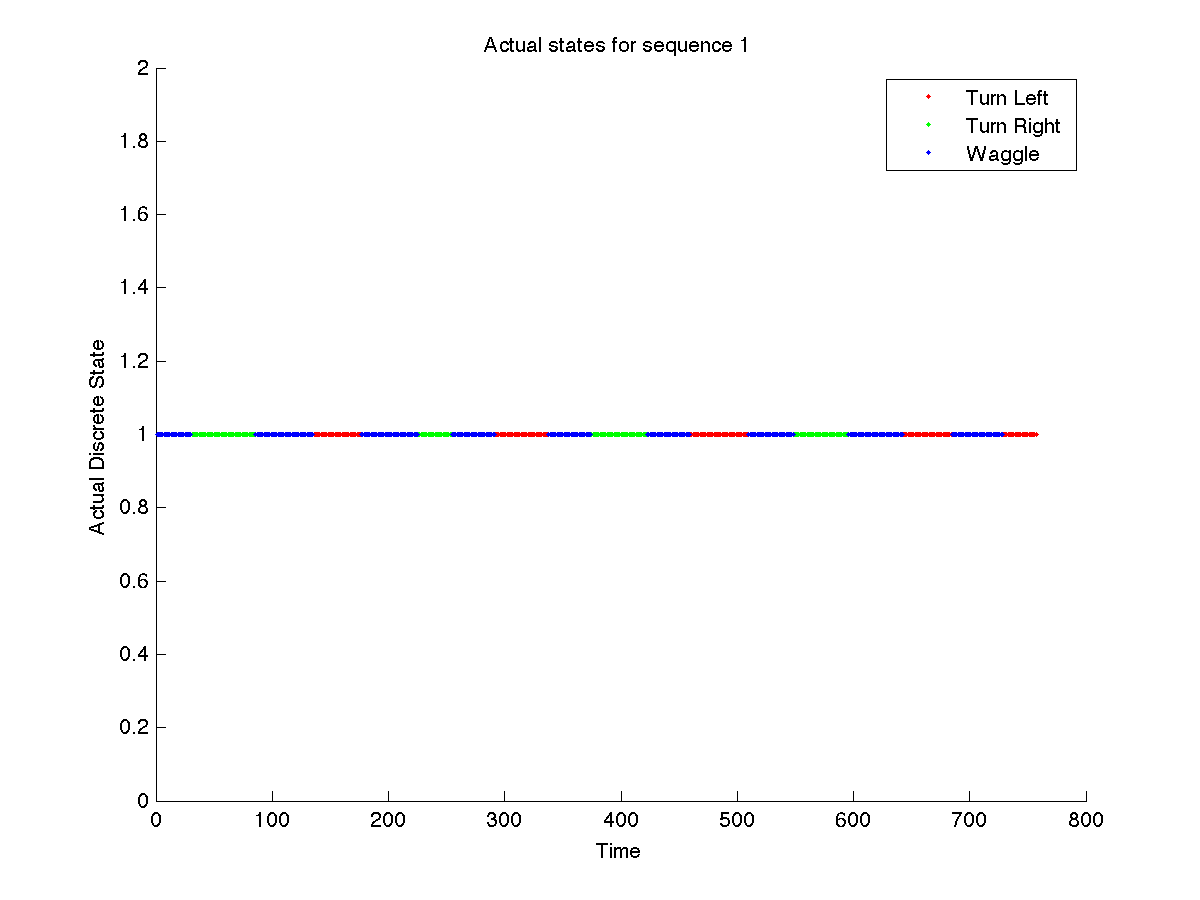 Actual states for sequence 1
Turn Left
Turn Right
Waggle
Actual Discrete State
2
1.8
1.6
1.4
1.2
1
0.8
0.6
0.4
0.2
0
0 100 200 300 400 500 600 700 800
Time